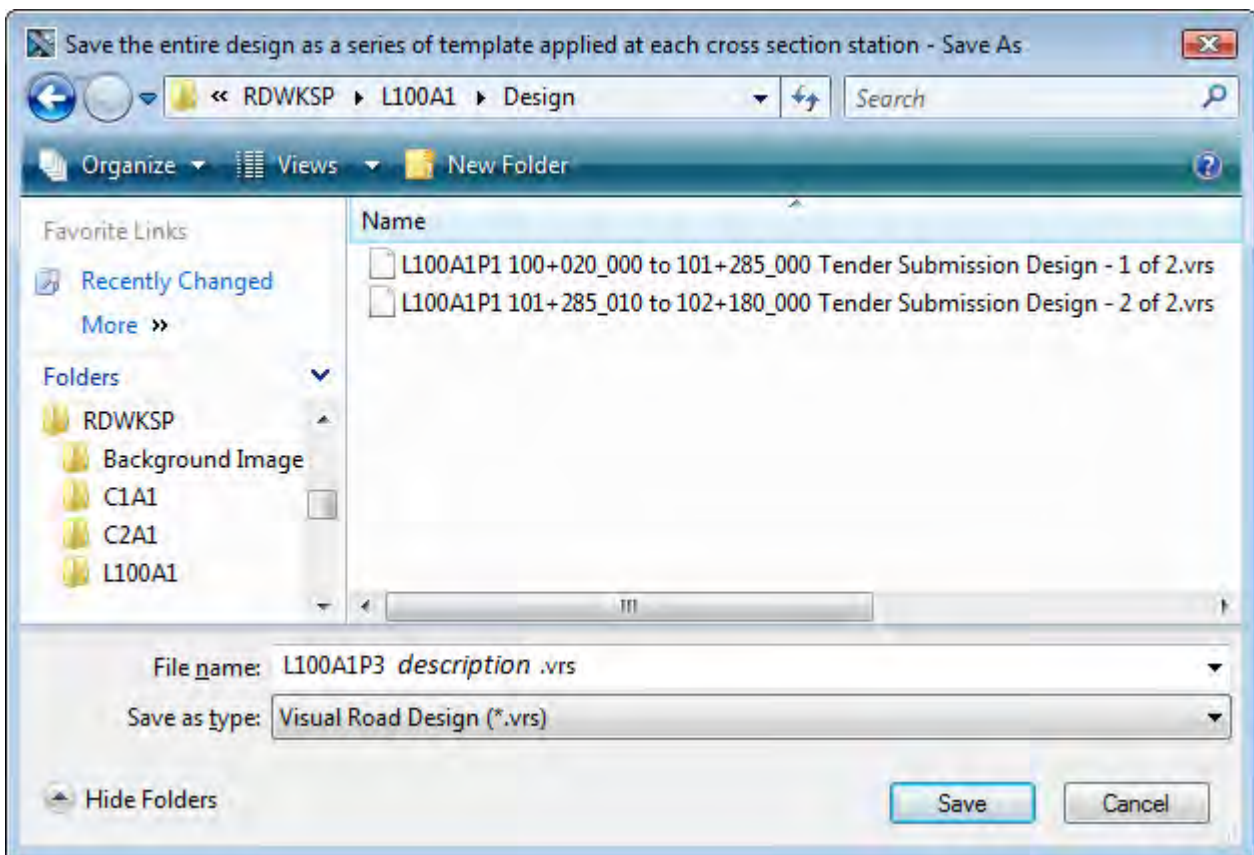 Save the entire design as a series of template applied at each cross section station - Save As
« RDWKSP ▸ L100A1 ▸ Design
Search
Organize
Views
New Folder
Favorite Links
Recently Changed
More »
Folders
RDWKSP
Background Image
C1A1
C2A1
L100A1
Name
L100A1P1 100+020_000 to 101+285_000 Tender Submission Design - 1 of 2.vrs
L100A1P1 101+285_010 to 102+180_000 Tender Submission Design - 2 of 2.vrs
File name: L100A1P3 description .vrs
Save as type: Visual Road Design (*.vrs)
Hide Folders
Save
Cancel